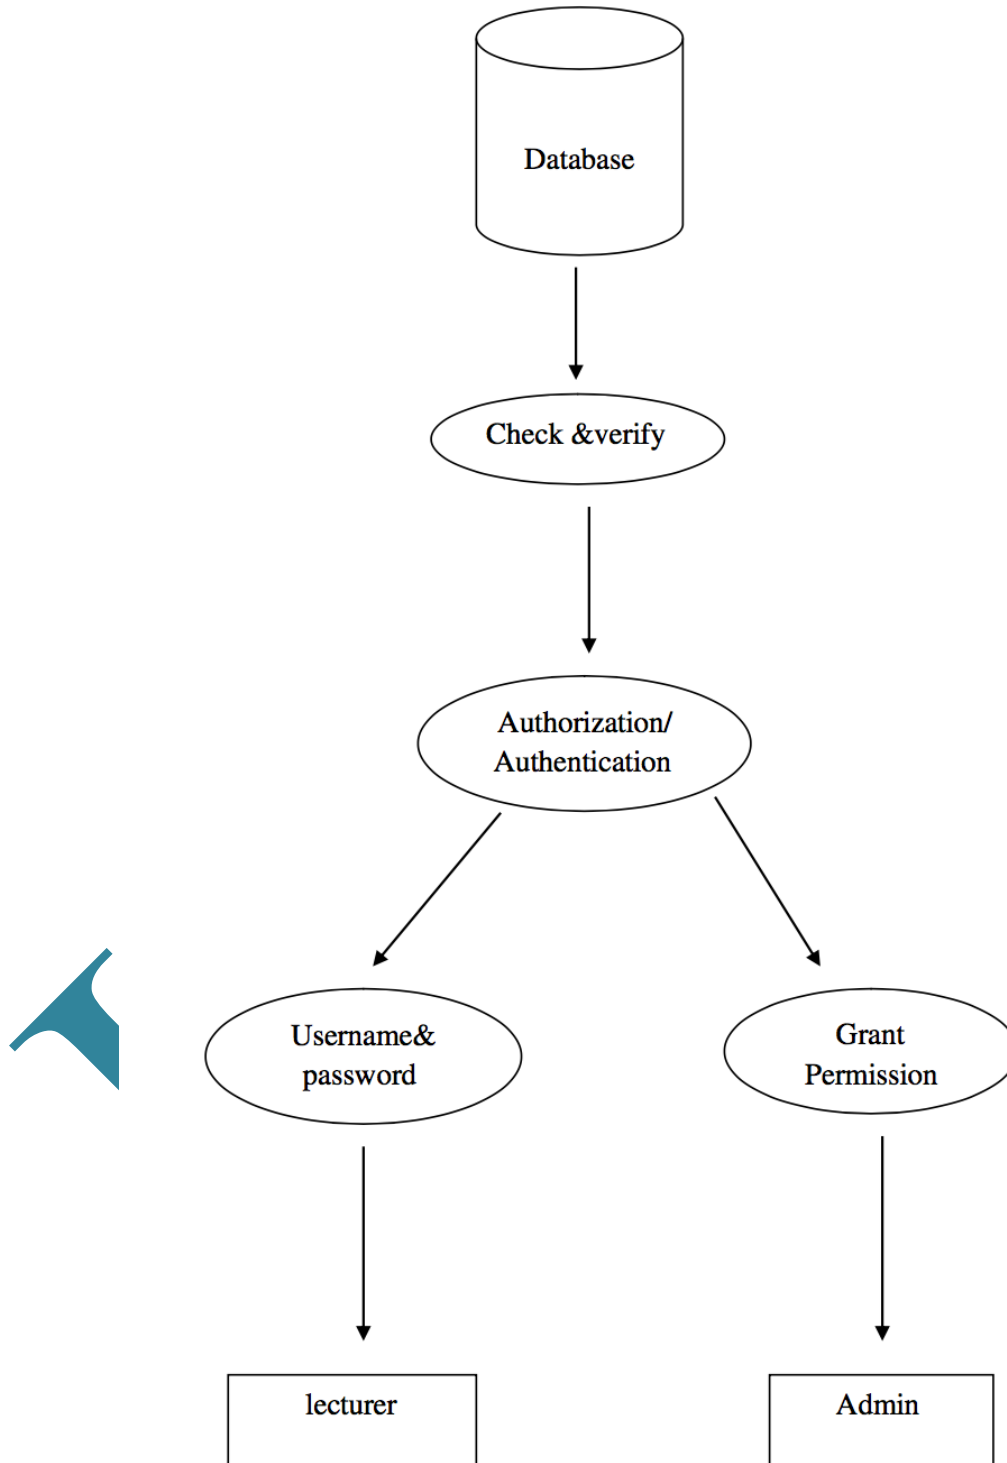 Database
Check &verify
Authorization/
Authentication
Username&
password
Grant
Permission
lecturer
Admin